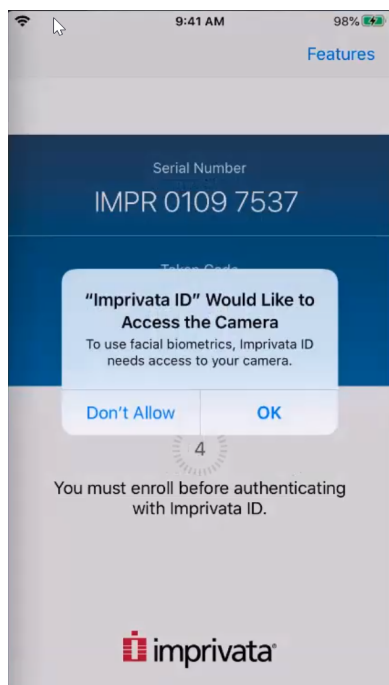 9:41 AM
98%
Features
Serial Number
IMPR 0109 7537
Token Code
“Imprivata ID” Would Like to
Access the Camera
To use facial biometrics, Imprivata ID
needs access to your camera.
Don’t Allow
OK
4
You must enroll before authenticating
with Imprivata ID.
imprivata®